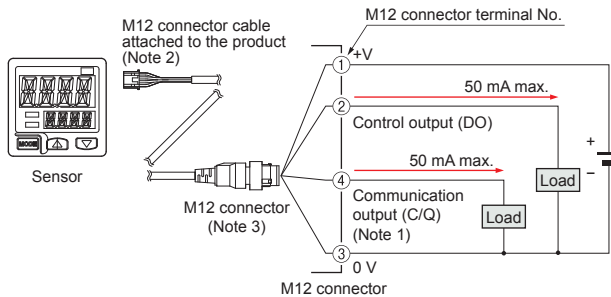 M12 connector terminal No.
M12 connector cable
attached to the product
(Note 2)
1
+V
50 mA max.
2
Control output (DO)
+
−
50 mA max.
Load
4
Communication
output (C/Q)
(Note 1)
Load
MODE
Sensor
M12 connector
(Note 3)
3
0 V
M12 connector